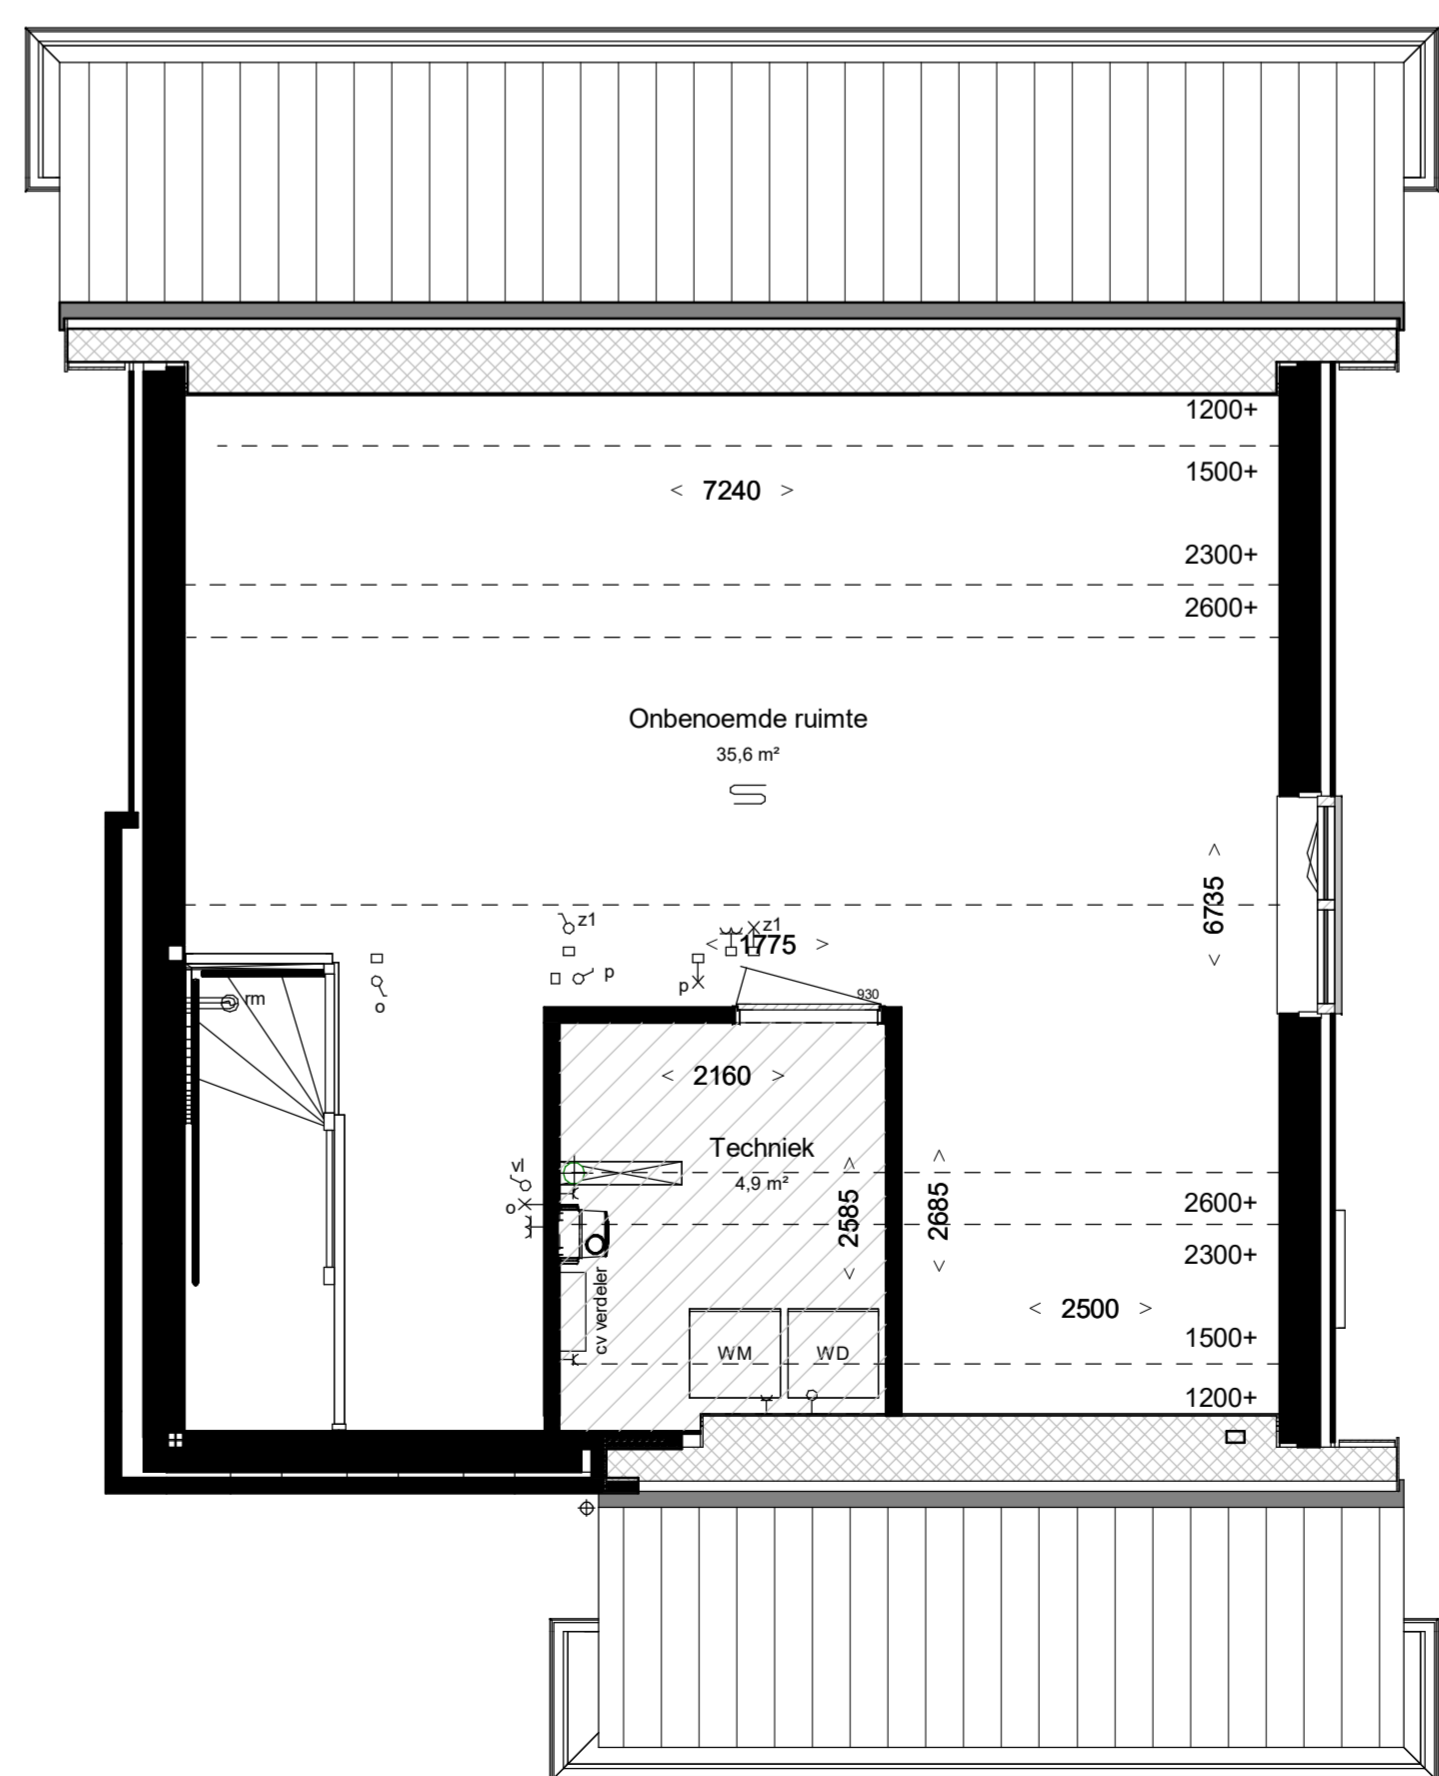 1200+
1500+
< 7240 >
2300+
2600+
Onbenoemde ruimte
35,6 m²
< 6735 >
z1
z1
< 1775 >
p
p
930
rm
o
< 2160 >
Techniek
4,9 m²
vl
o
< 2585 >
< 2685 >
2600+
2300+
cv verdeler
< 2500 >
1500+
WM
WD
1200+